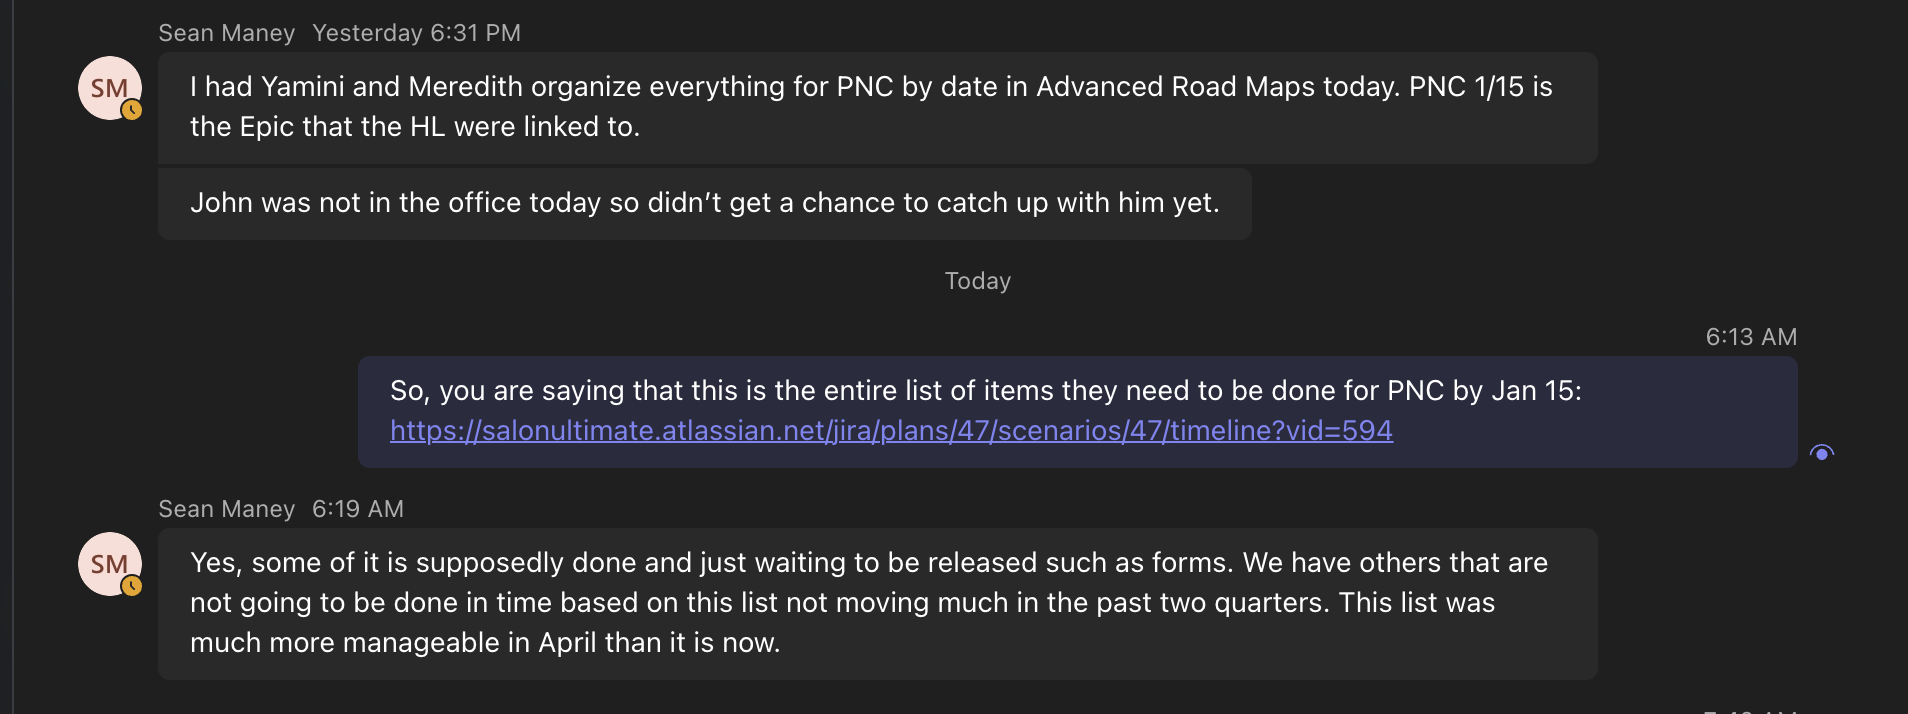 Sean Maney Yesterday 6:31 PM
SM
I had Yamini and Meredith organize everything for PNC by date in Advanced Road Maps today. PNC 1/15 is
the Epic that the HL were linked to.
John was not in the office today so didn’t get a chance to catch up with him yet.
Today
6:13 AM
So, you are saying that this is the entire list of items they need to be done for PNC by Jan 15:
https://salonultimate.atlassian.net/jira/plans/47/scenarios/47/timeline?vid=594
Sean Maney 6:19 AM
SM
Yes, some of it is supposedly done and just waiting to be released such as forms. We have others that are
not going to be done in time based on this list not moving much in the past two quarters. This list was
much more manageable in April than it is now.